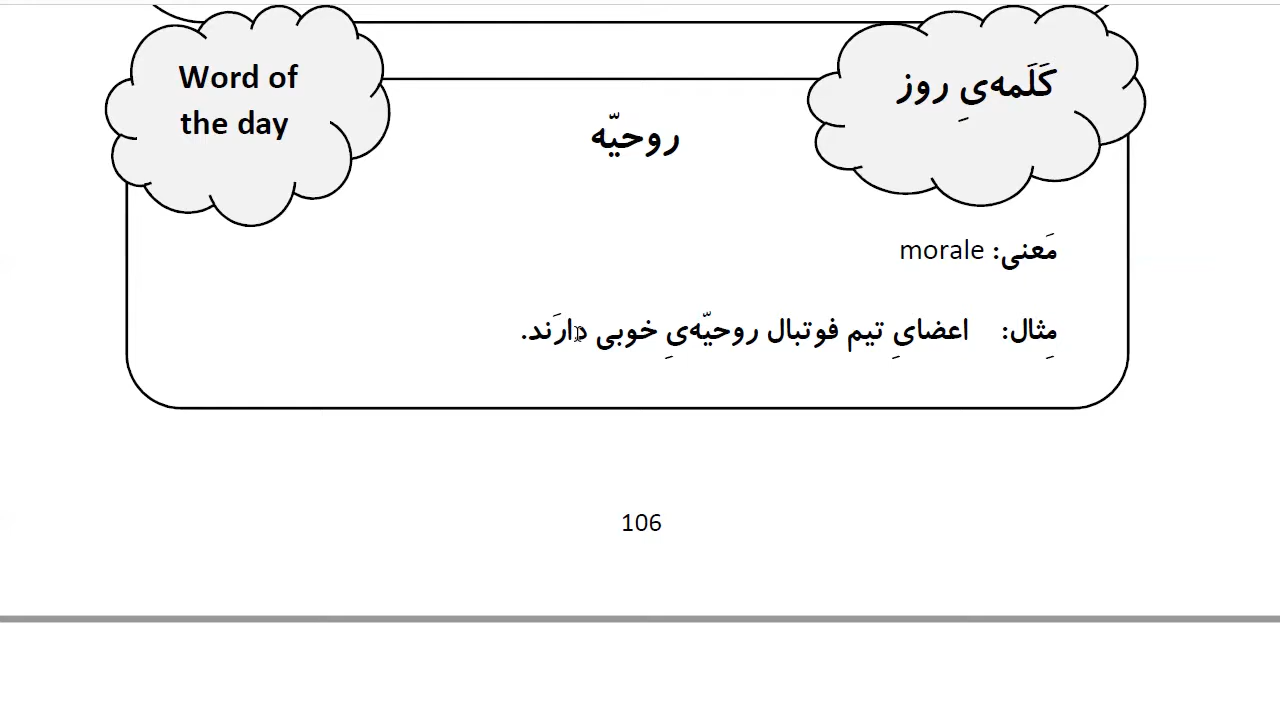 Word of
the day
کَلَمه‌یِ روز
روحیّه
مَعنی: morale
مِثال: اعضایِ تیم فوتبال روحیّه‌یِ خوبی دارَند.
106